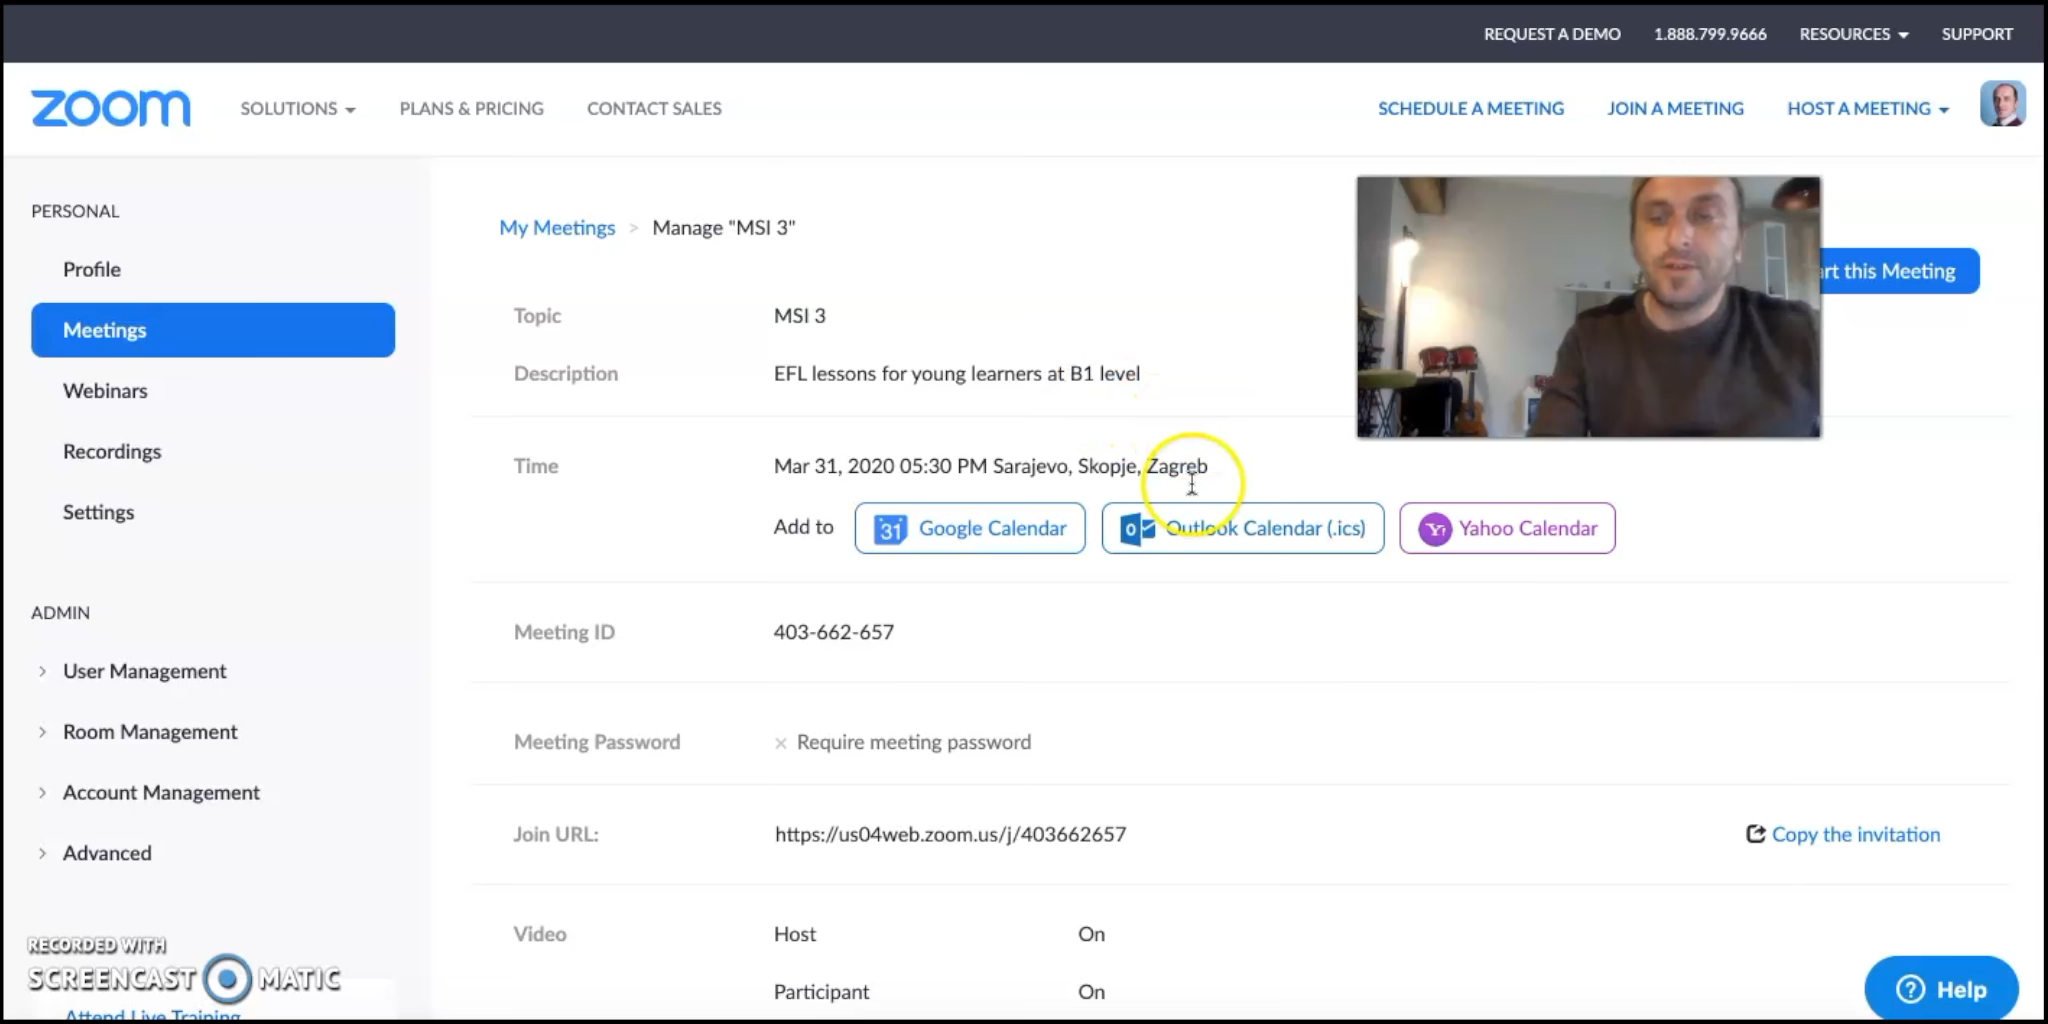 REQUEST A DEMO 1.888.799.9666 RESOURCES SUPPORT
zoom SOLUTIONS PLANS & PRICING CONTACT SALES SCHEDULE A MEETING JOIN A MEETING HOST A MEETING
PERSONAL
Profile
Meetings
Webinars
Recordings
Settings
ADMIN
User Management
Room Management
Account Management
Advanced
Attend Live Training
RECORDED WITH
SCREENCAST MATIC
My Meetings > Manage "MSI 3"
art this Meeting
Topic MSI 3
Description EFL lessons for young learners at B1 level
Time Mar 31, 2020 05:30 PM Sarajevo, Skopje, Zagreb
Add to 31 Google Calendar Outlook Calendar (.ics) Yahoo Calendar
Meeting ID 403-662-657
Meeting Password × Require meeting password
Join URL: https://us04web.zoom.us/j/403662657 Copy the invitation
Video Host On
Participant On
Help